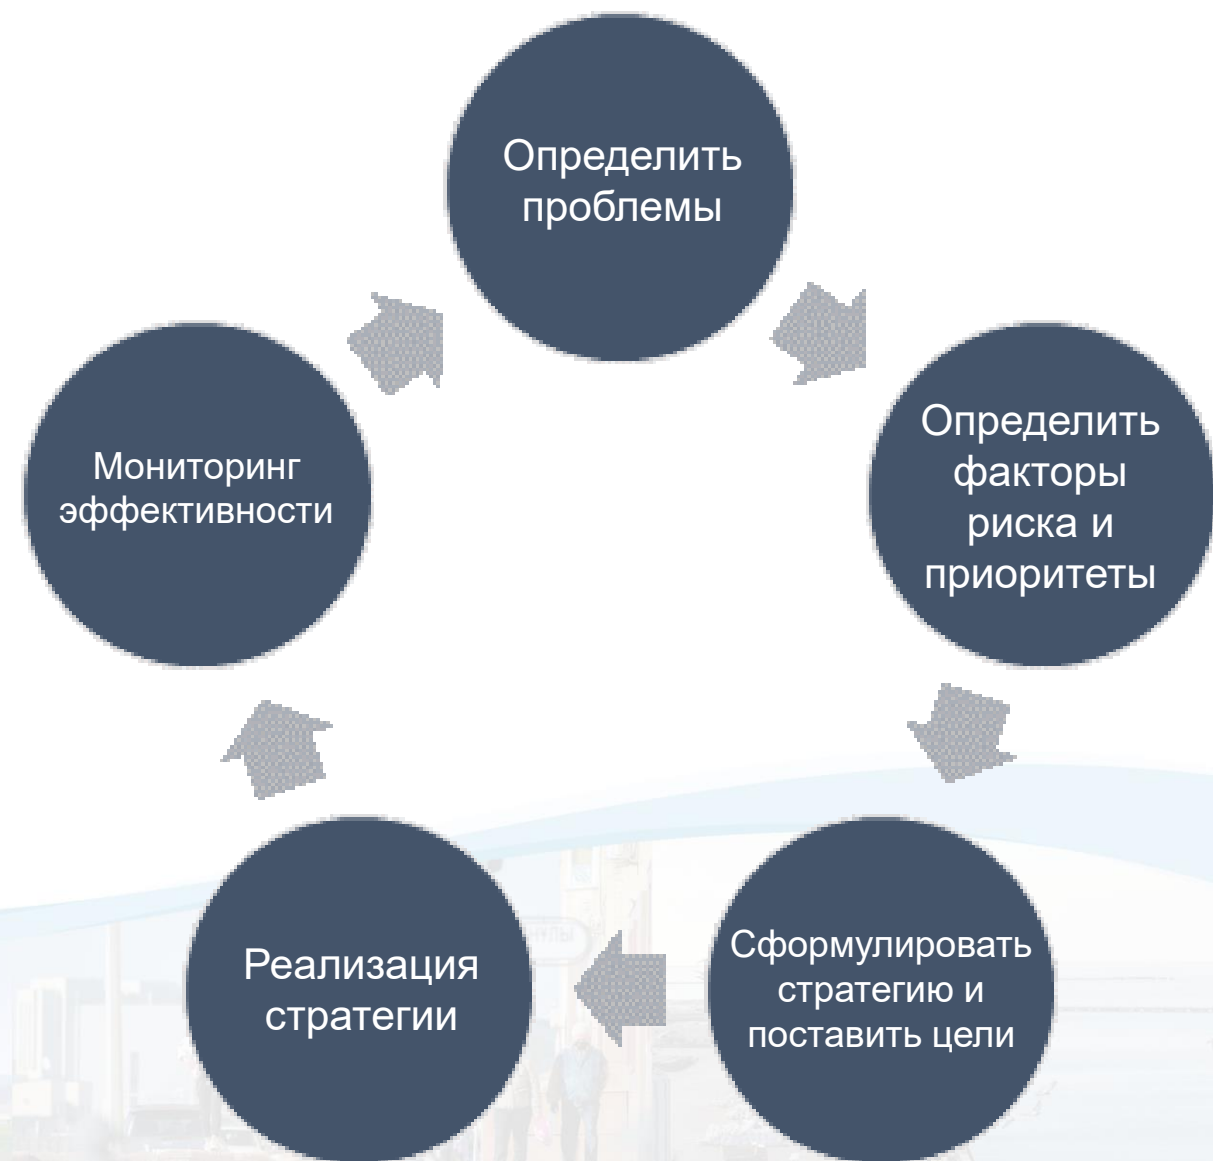 Определить
проблемы
Определить
факторы
риска и
приоритеты
Сформулировать
стратегию и
поставить цели
Реализация
стратегии
Мониторинг
эффективности